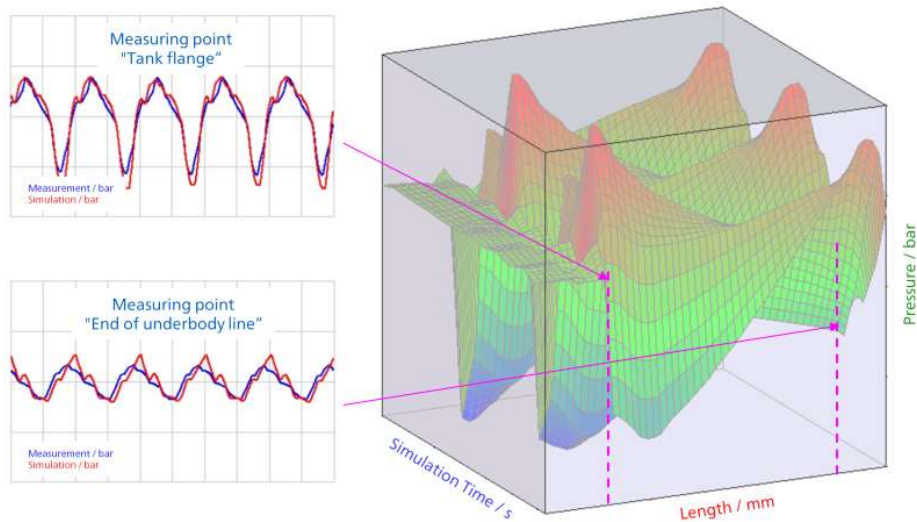 Measuring point
"Tank flange“
Measurement / bar
Simulation / bar
Measuring point
"End of underbody line“
Measurement / bar
Simulation / bar
Simulation Time / s
Length / mm
Pressure / bar